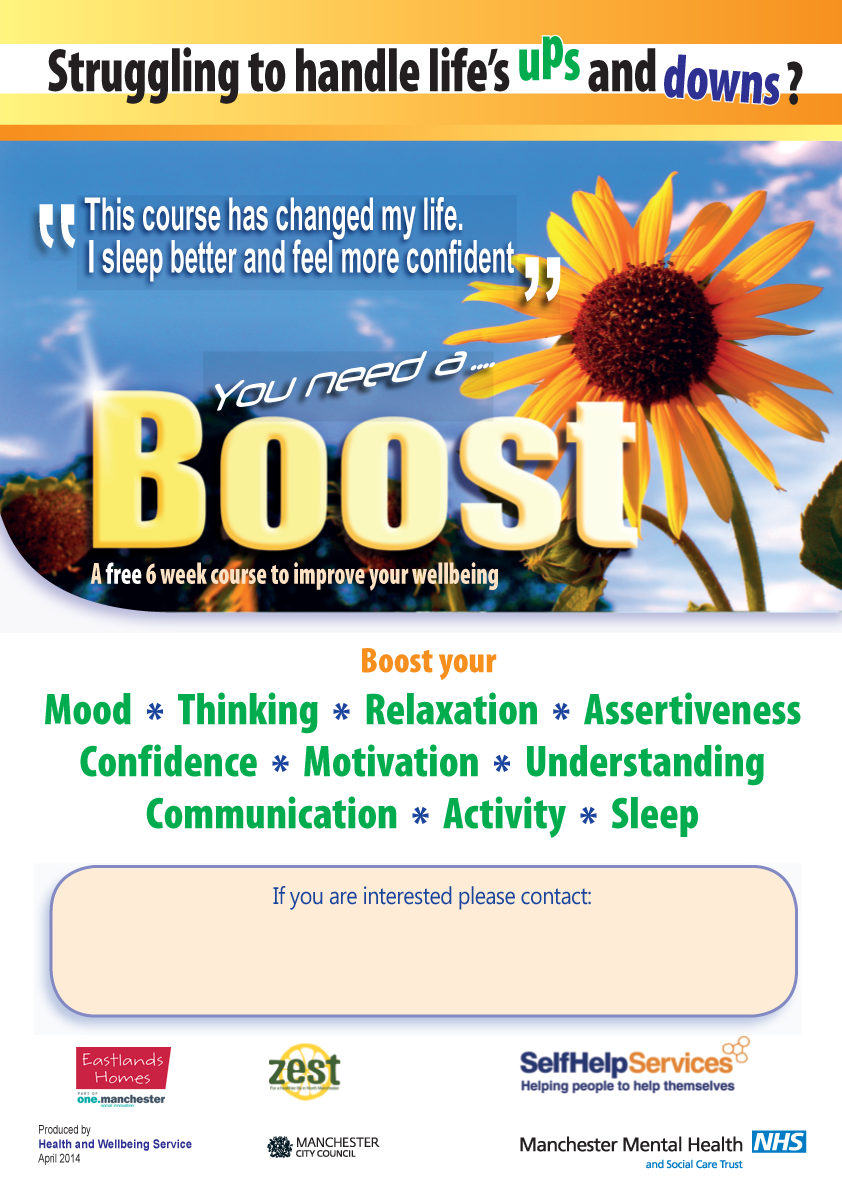 Struggling to handle life's ups and downs?
"This course has changed my life.
I sleep better and feel more confident"
You need a....
Boost
A free 6 week course to improve your wellbeing
Boost your
Mood * Thinking * Relaxation * Assertiveness
Confidence * Motivation * Understanding
Communication * Activity * Sleep
If you are interested please contact:
Eastlands
Homes
PART OF
one.manchester
zest
SelfHelpServices
Helping people to help themselves
Produced by
Health and Wellbeing Service
April 2014
MANCHESTER
CITY COUNCIL
Manchester Mental Health NHS
and Social Care Trust